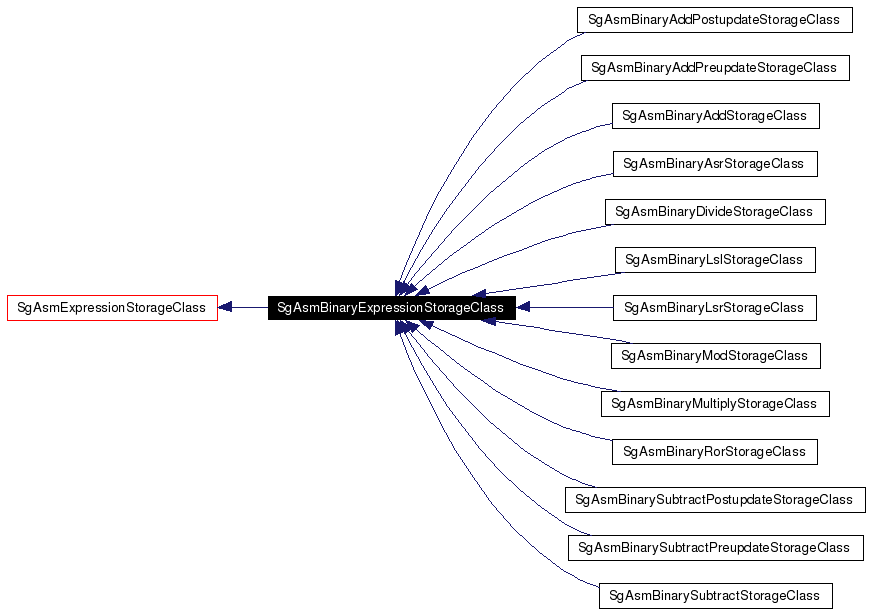 SgAsmBinaryAddPostupdateStorageClass
SgAsmBinaryAddPreupdateStorageClass
SgAsmBinaryAddStorageClass
SgAsmBinaryAsrStorageClass
SgAsmBinaryDivideStorageClass
SgAsmBinaryLslStorageClass
SgAsmExpressionStorageClass
SgAsmBinaryExpressionStorageClass
SgAsmBinaryLsrStorageClass
SgAsmBinaryModStorageClass
SgAsmBinaryMultiplyStorageClass
SgAsmBinaryRorStorageClass
SgAsmBinarySubtractPostupdateStorageClass
SgAsmBinarySubtractPreupdateStorageClass
SgAsmBinarySubtractStorageClass